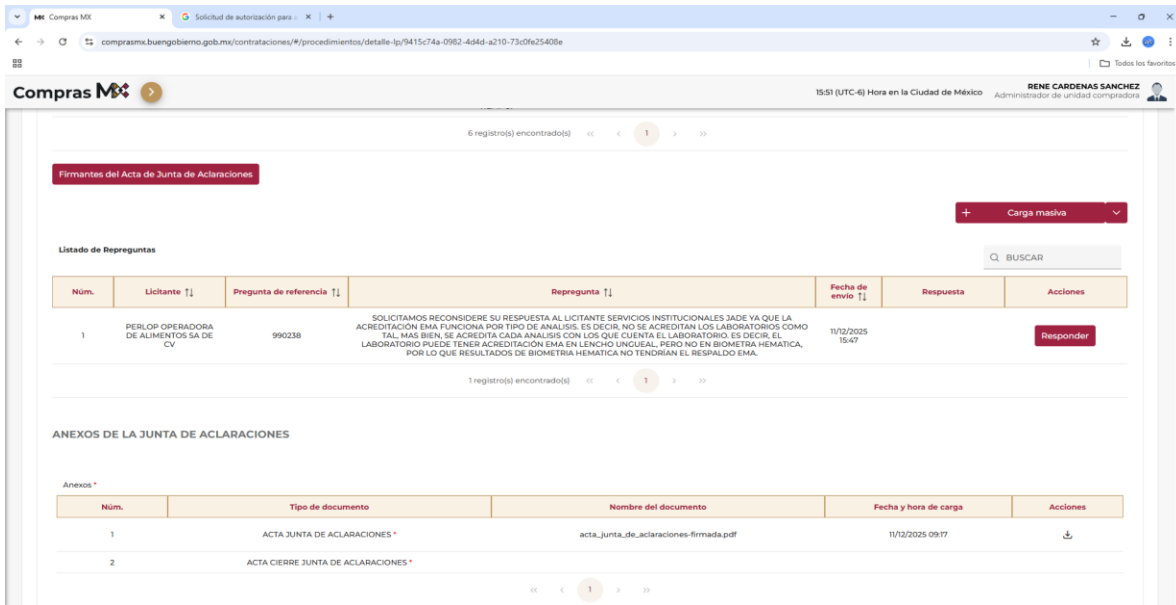 Compras MX
Solicitud de autorización para
comprasmx.buengobierno.gob.mx/contrataciones/#/procedimientos/detalle-lp/9415c74a-0982-4d4d-a210-73c0fe25408e
Todos los favoritos
Compras MX
15:51 (UTC-6) Hora en la Ciudad de México
RENE CARDENAS SANCHEZ
Administrador de unidad compradora
6 registro(s) encontrado(s) << < 1 > >>
Firmantes del Acta de Junta de Aclaraciones
+ Carga masiva
Listado de Repreguntas
BUSCAR
Núm. Licitante Pregunta de referencia Repregunta Fecha de envío Respuesta Acciones
1
PERLOP OPERADORA
DE ALIMENTOS SA DE
CV
990238
SOLICITAMOS RECONSIDERE SU RESPUESTA AL LICITANTE SERVICIOS INSTITUCIONALES JADE YA QUE LA
ACREDITACIÓN EMA FUNCIONA POR TIPO DE ANALISIS. ES DECIR, NO SE ACREDITAN LOS LABORATORIOS COMO
TAL, MAS BIEN, SE ACREDITA CADA ANALISIS CON LOS QUE CUENTA EL LABORATORIO. ES DECIR, EL
LABORATORIO PUEDE TENER ACREDITACIÓN EMA EN LENCHO UNGUEAL, PERO NO EN BIOMETRA HEMATICA,
POR LO QUE RESULTADOS DE BIOMETRIA HEMATICA NO TENDRÍAN EL RESPALDO EMA.
11/12/2025
15:47
Responder
1 registro(s) encontrado(s) << < 1 > >>
ANEXOS DE LA JUNTA DE ACLARACIONES
Anexos *
Núm. Tipo de documento Nombre del documento Fecha y hora de carga Acciones
1 ACTA JUNTA DE ACLARACIONES * acta_junta_de_aclaraciones-firmada.pdf 11/12/2025 09:17
2 ACTA CIERRE JUNTA DE ACLARACIONES *
<< < 1 > >>